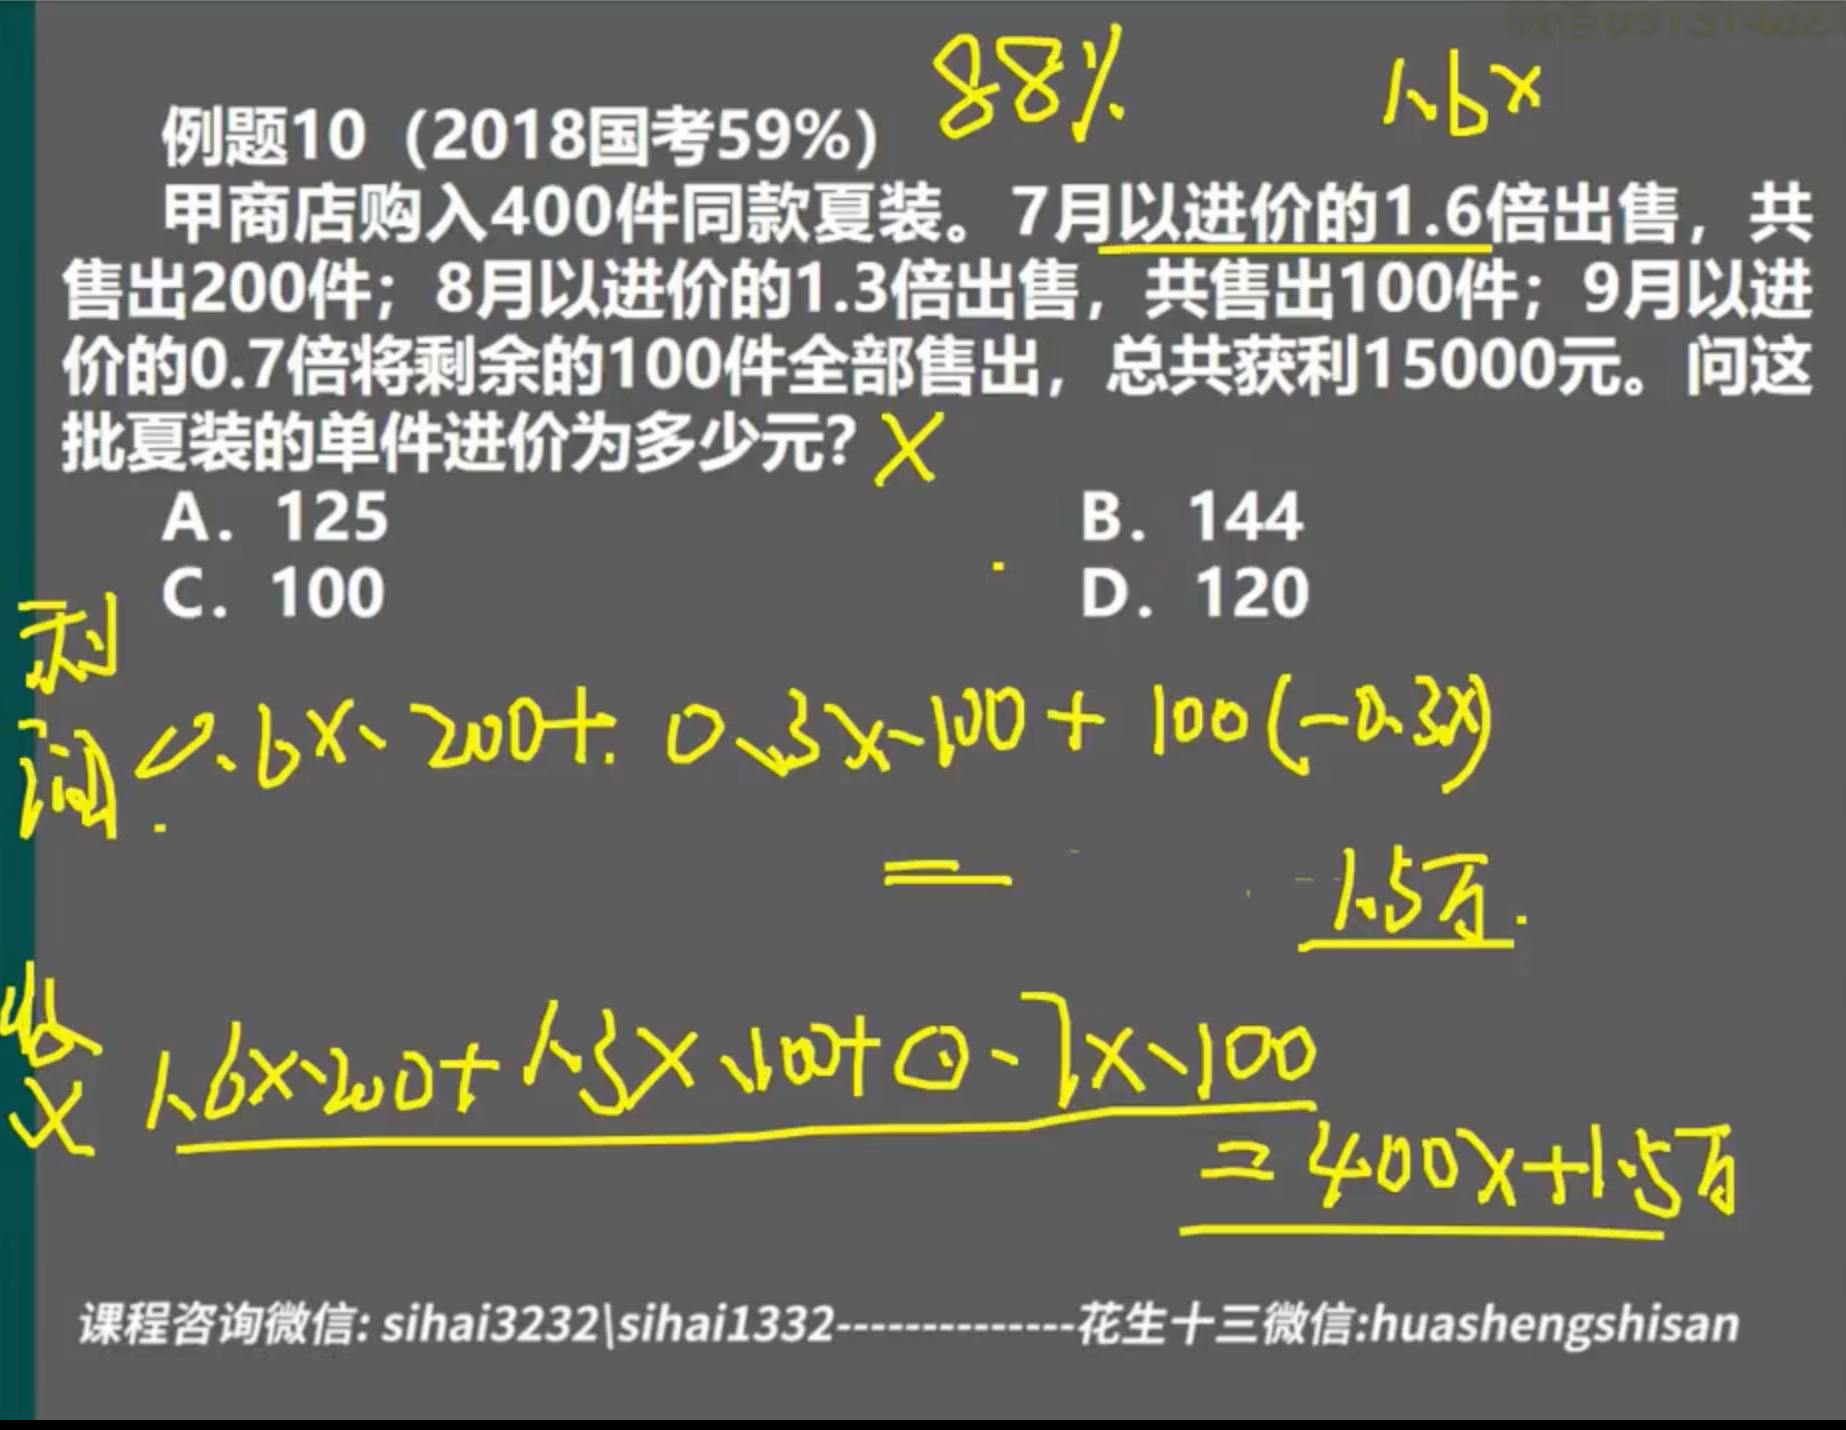 88% 1.6x
例题10（2018国考59%）
甲商店购入400件同款夏装。7月以进价的1.6倍出售，共
售出200件；8月以进价的1.3倍出售，共售出100件；9月以进
价的0.7倍将剩余的100件全部售出，总共获利15000元。问这
批夏装的单件进价为多少元？ x
A. 125 B. 144
C. 100 D. 120
利润 0.6x·200+ 0.3x·100+ 100(-0.3x)
= 1.5万
1.6x·200+1.3x·100+0.7x·100
=400x+1.5万
课程咨询微信: sihai3232\sihai1332--------------花生十三微信:huashengshisan